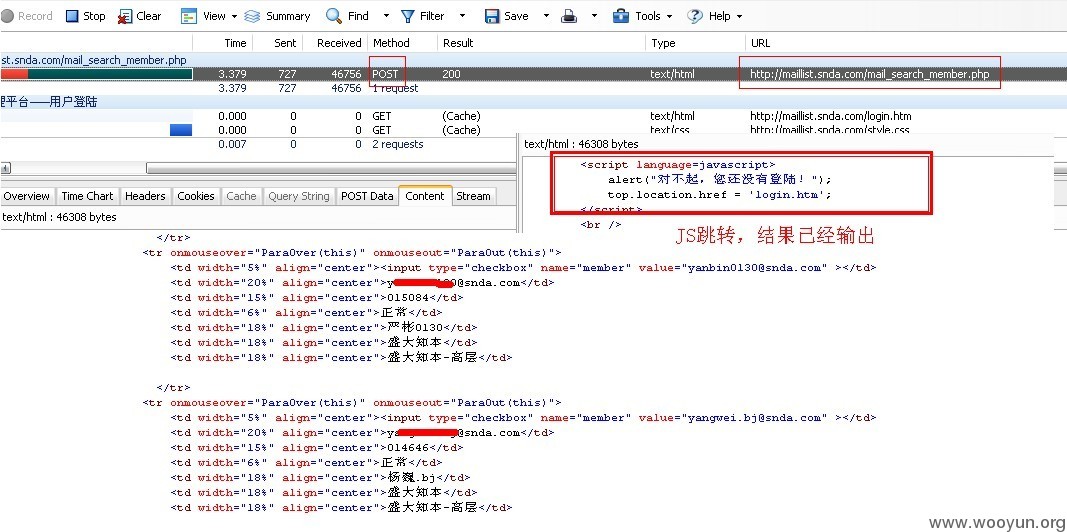 Record Stop Clear View Summary Find Filter Save Tools Help
Time Sent Received Method Result Type URL
st.snda.com/mail_search_member.php
3.379 727 46756 POST 200 text/html http://maillist.snda.com/mail_search_member.php
3.379 727 46756 1 request
理平台——用户登陆
0.000 0 0 GET (Cache) text/html http://maillist.snda.com/login.htm
0.000 0 0 GET (Cache) text/css http://maillist.snda.com/style.css
0.007 0 0 2 requests
text/html : 46308 bytes
<script language=javascript>
alert("对不起，您还没有登陆！");
top.location.href = 'login.htm';
</script>
<br />
JS跳转，结果已经输出
Overview Time Chart Headers Cookies Cache Query String POST Data Content Stream
text/html : 46308 bytes
</tr>
<tr onmouseover="ParaOver(this)" onmouseout="ParaOut(this)">
<td width="5%" align="center"><input type="checkbox" name="member" value="yanbin0130@snda.com" ></td>
<td width="20%" align="center">y@snda.com</td>
<td width="15%" align="center">015084</td>
<td width="6%" align="center">正常</td>
<td width="18%" align="center">严彬0130</td>
<td width="18%" align="center">盛大知本</td>
<td width="18%" align="center">盛大知本-高层</td>
</tr>
<tr onmouseover="ParaOver(this)" onmouseout="ParaOut(this)">
<td width="5%" align="center"><input type="checkbox" name="member" value="yangwei.bj@snda.com" ></td>
<td width="20%" align="center">ya@snda.com</td>
<td width="15%" align="center">014646</td>
<td width="6%" align="center">正常</td>
<td width="18%" align="center">杨巍.bj</td>
<td width="18%" align="center">盛大知本</td>
<td width="18%" align="center">盛大知本-高层</td>
www.wooyun.org